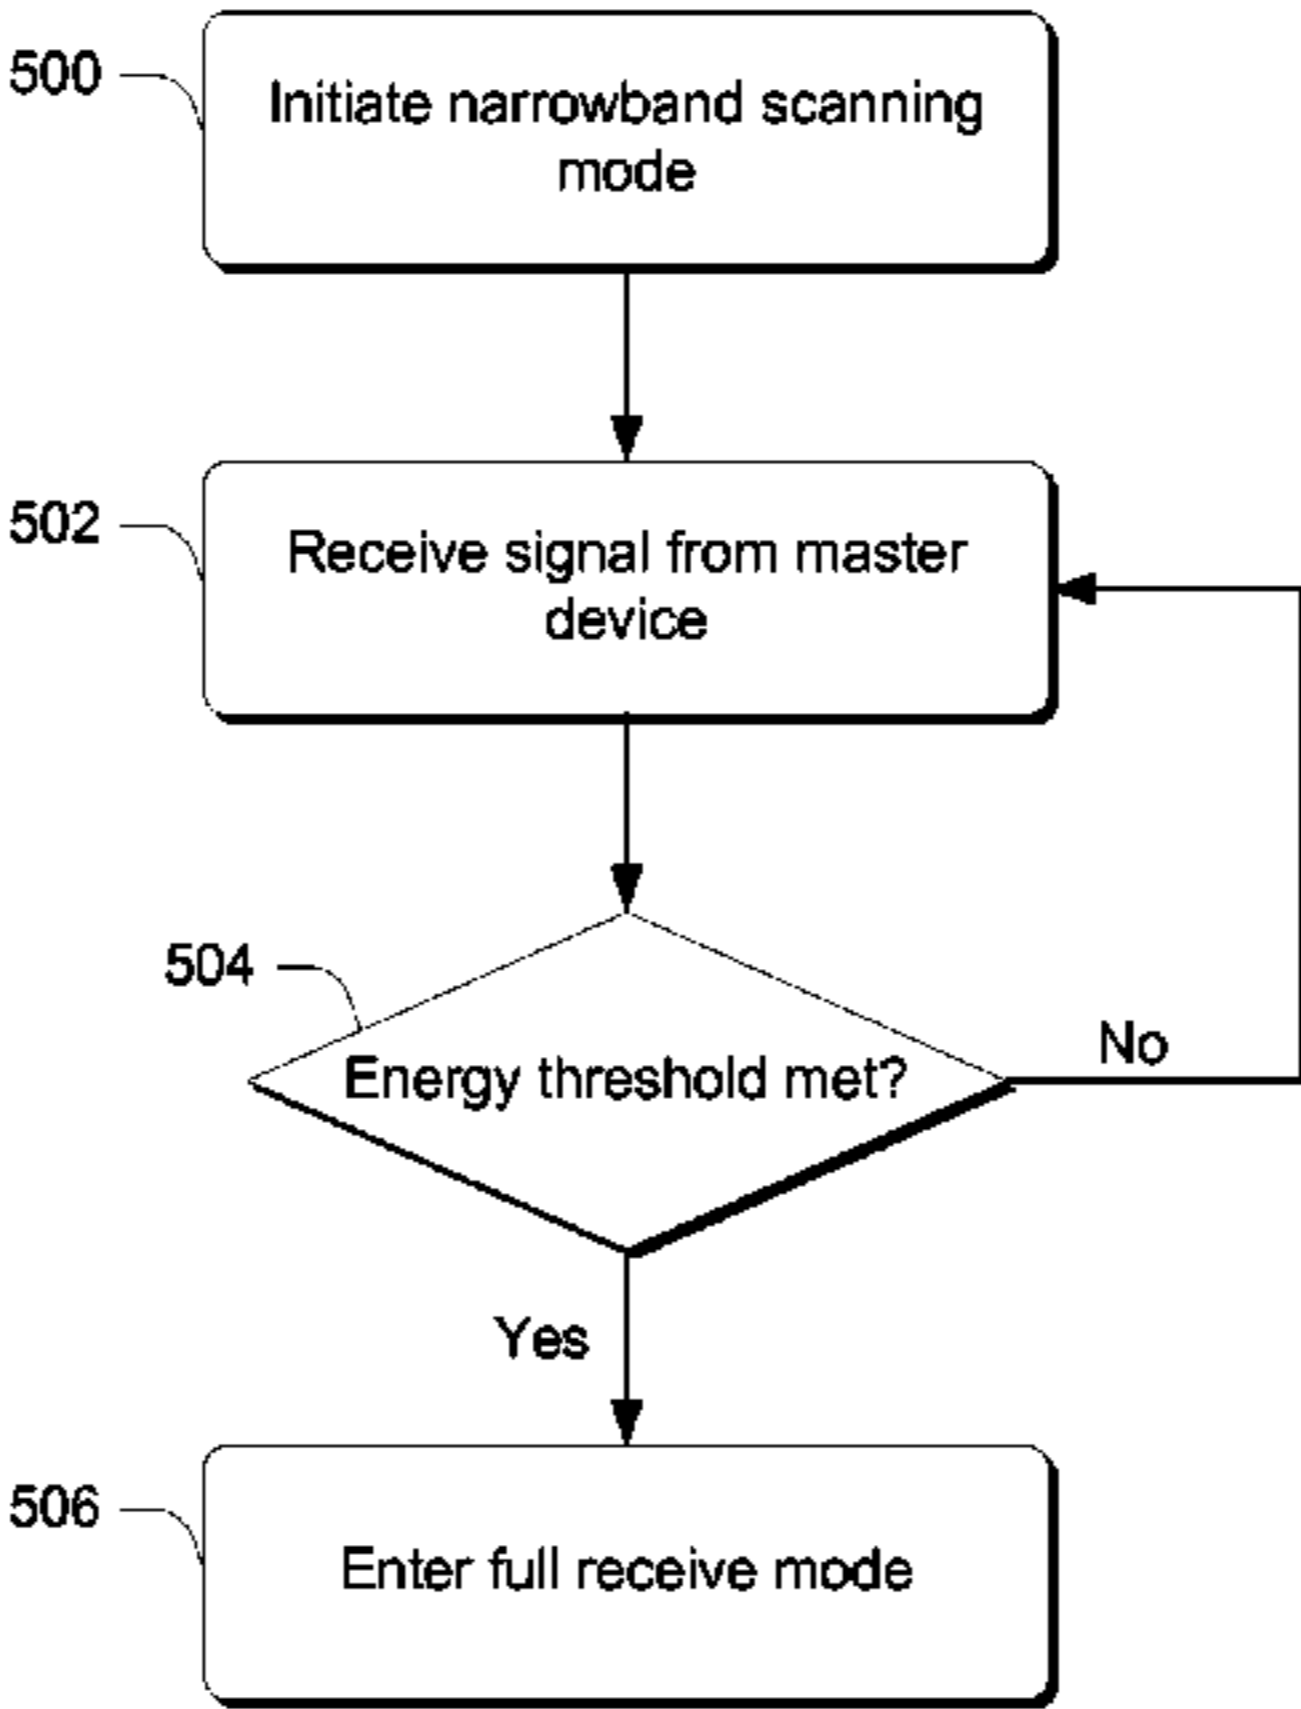 500
Initiate narrowband scanning
mode
502
Receive signal from master
device
504
Energy threshold met?
No
Yes
506
Enter full receive mode